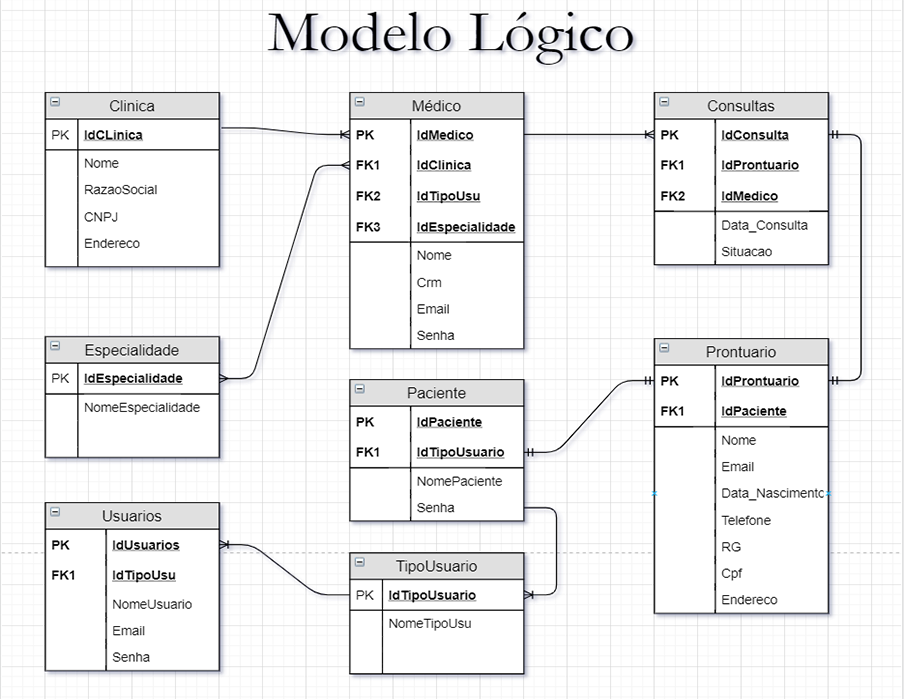 Modelo Lógico
Clinica
PK IdCLinica
Nome
RazaoSocial
CNPJ
Endereco
Médico
PK IdMedico
FK1 IdClinica
FK2 IdTipoUsu
FK3 IdEspecialidade
Nome
Crm
Email
Senha
Consultas
PK IdConsulta
FK1 IdProntuario
FK2 IdMedico
Data_Consulta
Situacao
Especialidade
PK IdEspecialidade
NomeEspecialidade
Paciente
PK IdPaciente
FK1 IdTipoUsuario
NomePaciente
Senha
Prontuario
PK IdProntuario
FK1 IdPaciente
Nome
Email
Data_Nascimento
Telefone
RG
Cpf
Endereco
Usuarios
PK IdUsuarios
FK1 IdTipoUsu
NomeUsuario
Email
Senha
TipoUsuario
PK IdTipoUsuario
NomeTipoUsu